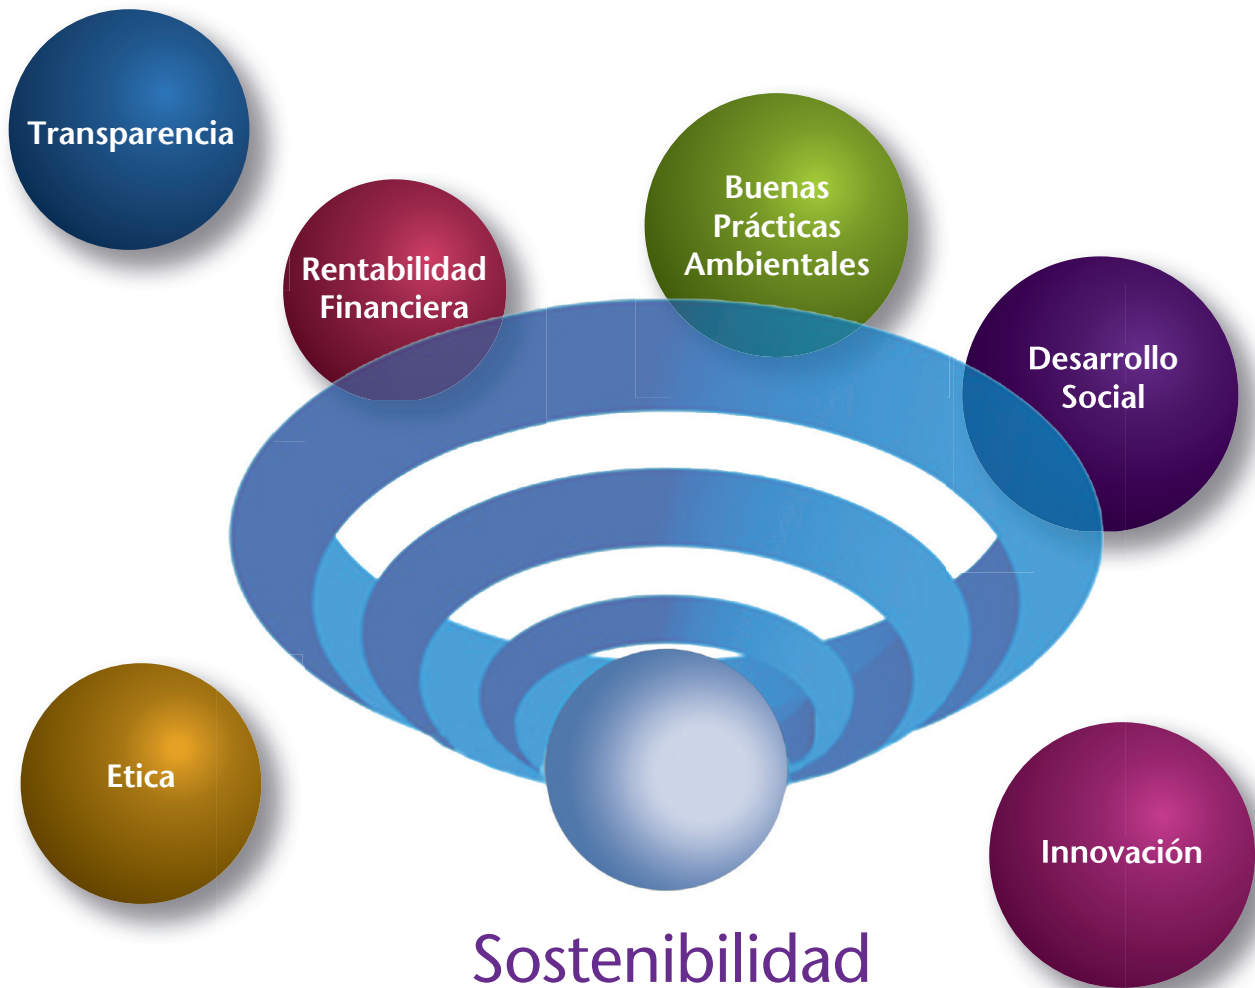 Transparencia
Rentabilidad
Financiera
Buenas
Prácticas
Ambientales
Desarrollo
Social
Etica
Innovación
Sostenibilidad